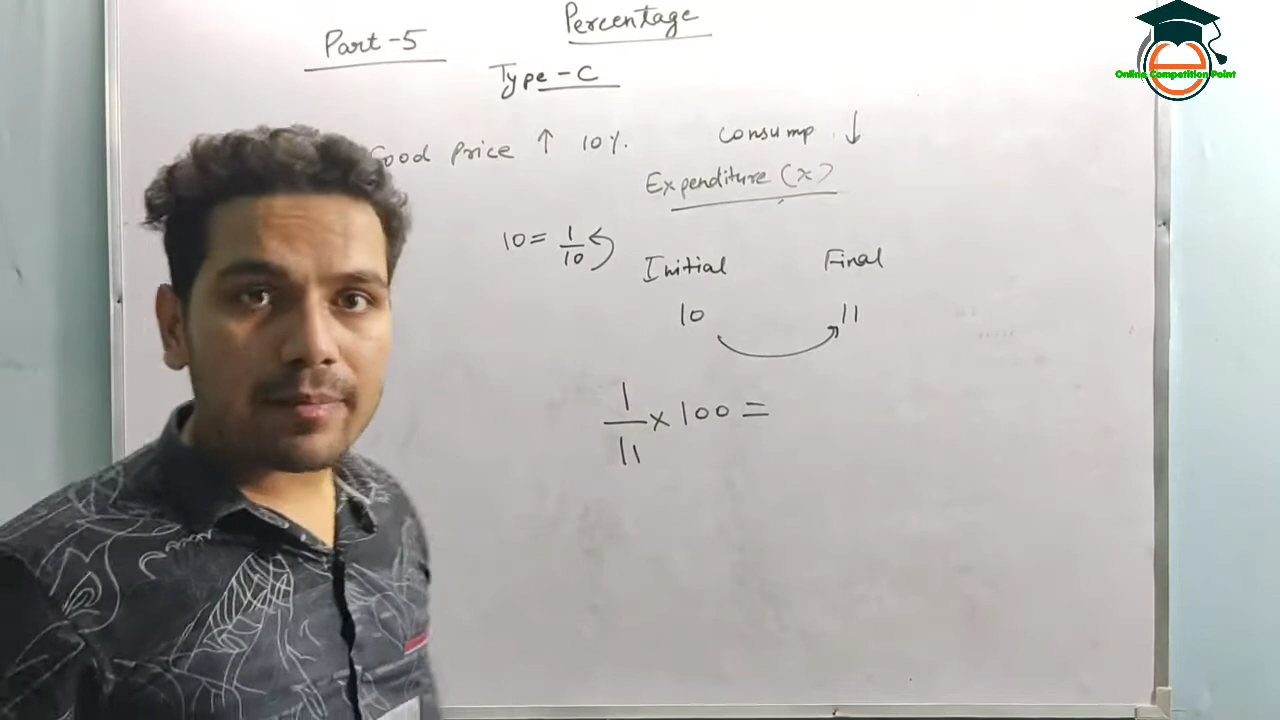 Percentage
Part-5
Type-C
Online Competition Point
Good price ↑ 10%. Consump. ↓
Expenditure (x)
10 = 1/10
Initial Final
10 11
1/11 × 100 =